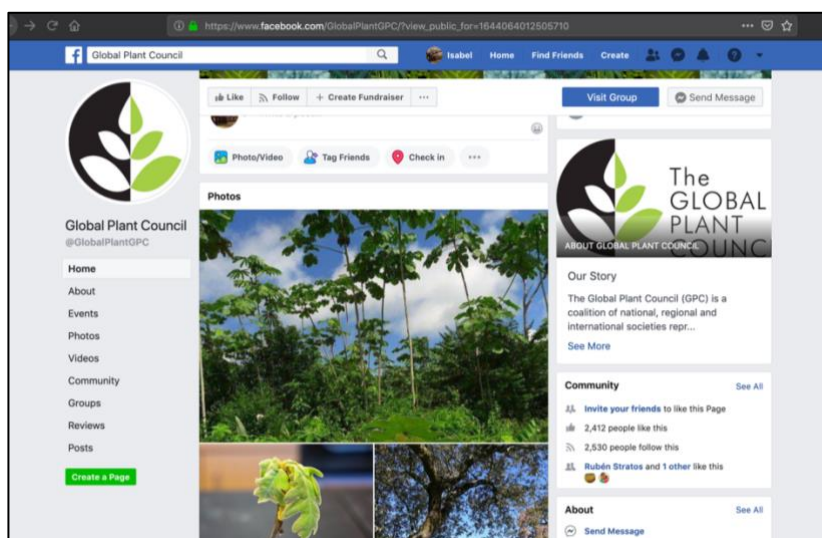 https://www.facebook.com/GlobalPlantGPC/?view_public_for=1644064012505710
Global Plant Council
Isabel Home Find Friends Create
Like Follow + Create Fundraiser ...
Visit Group Send Message
Photo/Video Tag Friends Check in ...
Global Plant Council
@GlobalPlantGPC
Home
About
Events
Photos
Videos
Community
Groups
Reviews
Posts
Create a Page
Photos
The
GLOBAL
PLANT
COUNC
ABOUT GLOBAL PLANT COUNCIL
Our Story
The Global Plant Council (GPC) is a
coalition of national, regional and
international societies repr...
See More
Community See All
Invite your friends to like this Page
2,412 people like this
2,530 people follow this
Rubén Stratos and 1 other like this
About See All
Send Message